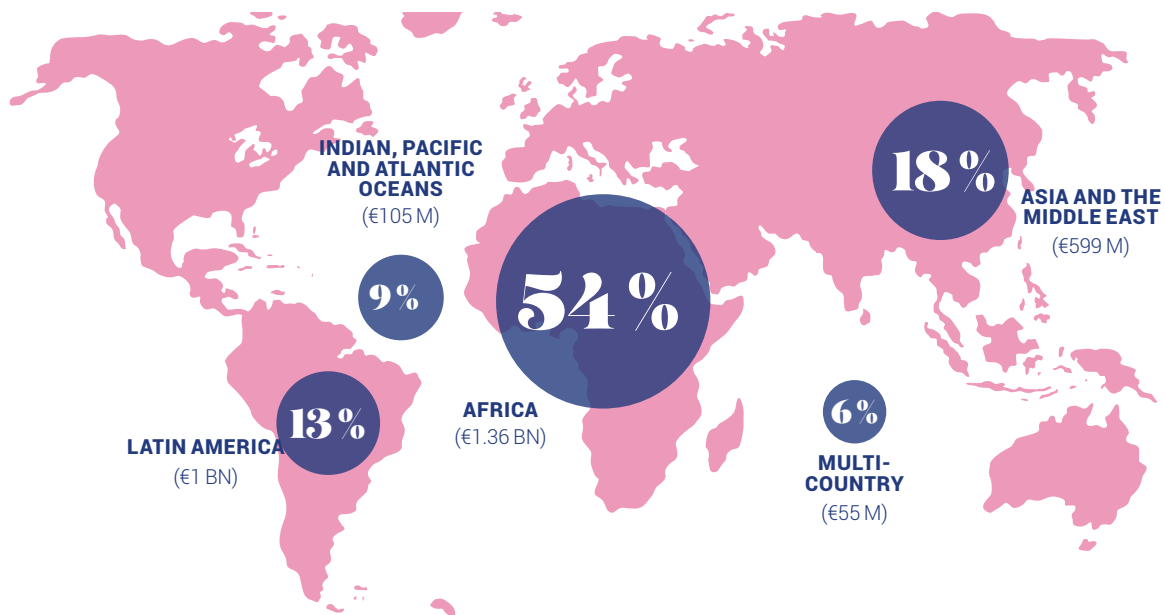 INDIAN, PACIFIC
AND ATLANTIC
OCEANS
(€105 M)
9%
18%
ASIA AND THE
MIDDLE EAST
(€599 M)
54%
AFRICA
(€1.36 BN)
13%
LATIN AMERICA
(€1 BN)
6%
MULTI-
COUNTRY
(€55 M)